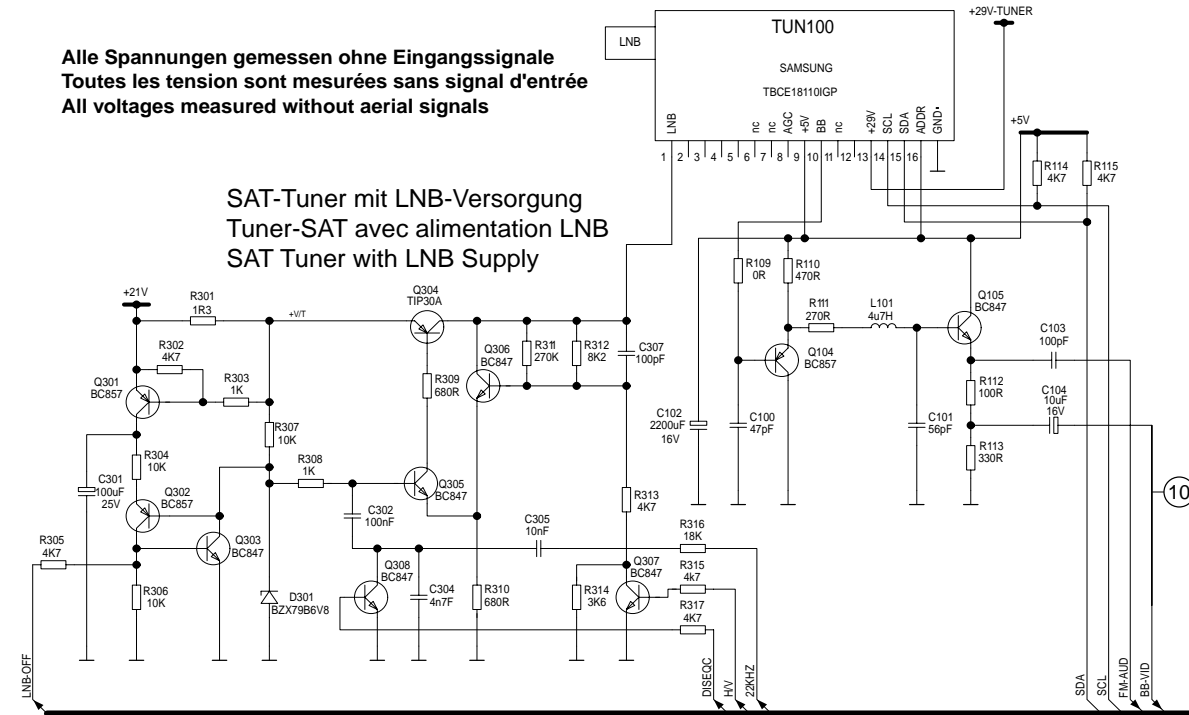 +29V-TUNER
TUN100
LNB
SAMSUNG
TBCE18110IGP
LNB
nc
nc
AGC
+5V
BB
nc
+29V
SCL
SDA
ADDR
GND
1 2 3 4 5 6 7 8 9 10 11 12 13 14 15 16
Alle Spannungen gemessen ohne Eingangssignale
Toutes les tension sont mesurées sans signal d'entrée
All voltages measured without aerial signals
SAT-Tuner mit LNB-Versorgung
Tuner-SAT avec alimentation LNB
SAT Tuner with LNB Supply
+5V
R114
4K7
R115
4K7
R109
0R
R110
470R
R111
270R
L101
4u7H
Q105
BC847
C103
100pF
Q104
BC857
R112
100R
C104
10uF
16V
C102
2200uF
16V
C100
47pF
C101
56pF
R113
330R
10
+21V
R301
1R3
+V/T
Q304
TIP30A
R302
4K7
Q301
BC857
R303
1K
R309
680R
Q306
BC847
R311
270K
R312
8K2
C307
100pF
R307
10K
R304
10K
C301
100uF
25V
Q302
BC857
R308
1K
Q305
BC847
R313
4K7
C302
100nF
C305
10nF
R316
18K
R305
4K7
Q303
BC847
Q308
BC847
C304
4n7F
R310
680R
R314
3K6
Q307
BC847
R315
4k7
R317
4K7
R306
10K
D301
BZX79B6V8
LNB-OFF
DISEQC
H/V
22KHZ
SDA
SCL
FM-AUD
BB-VID